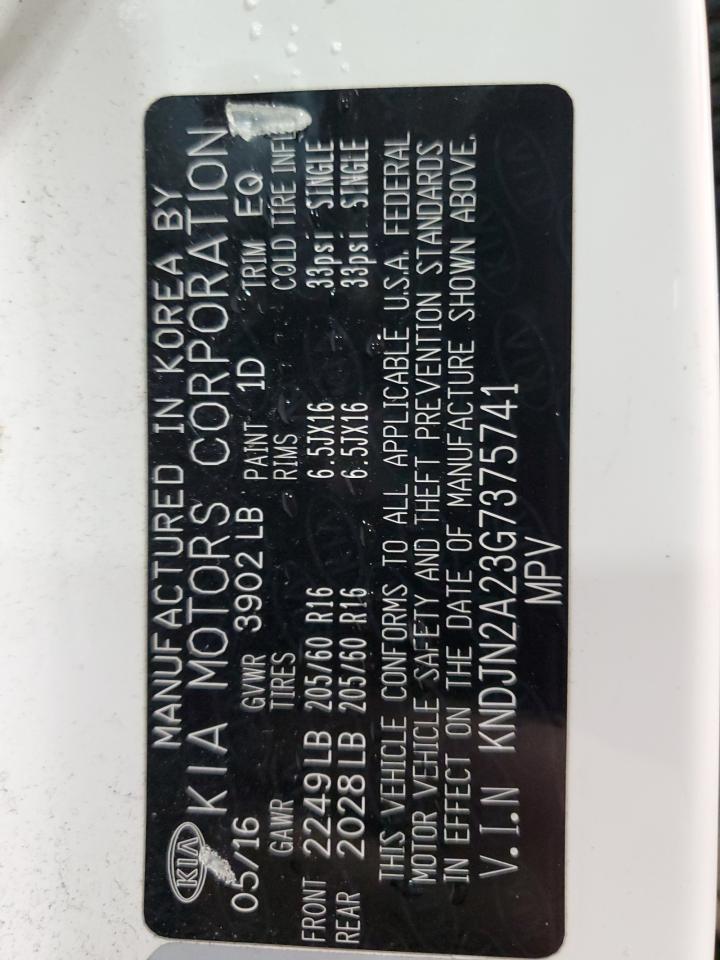 KIA
MANUFACTURED IN KOREA BY
KIA MOTORS CORPORATION
05/16 GVWR 3902 LB PAINT 1D TRIM EQ
GAWR TIRES RIMS COLD TIRE INFL
FRONT 2249 LB 205/60 R16 6.5JX16 33psi SINGLE
REAR 2028 LB 205/60 R16 6.5JX16 33psi SINGLE
THIS VEHICLE CONFORMS TO ALL APPLICABLE U.S.A. FEDERAL
MOTOR VEHICLE SAFETY AND THEFT PREVENTION STANDARDS
IN EFFECT ON THE DATE OF MANUFACTURE SHOWN ABOVE.
V.I.N KNDJN2A23G7375741
MPV